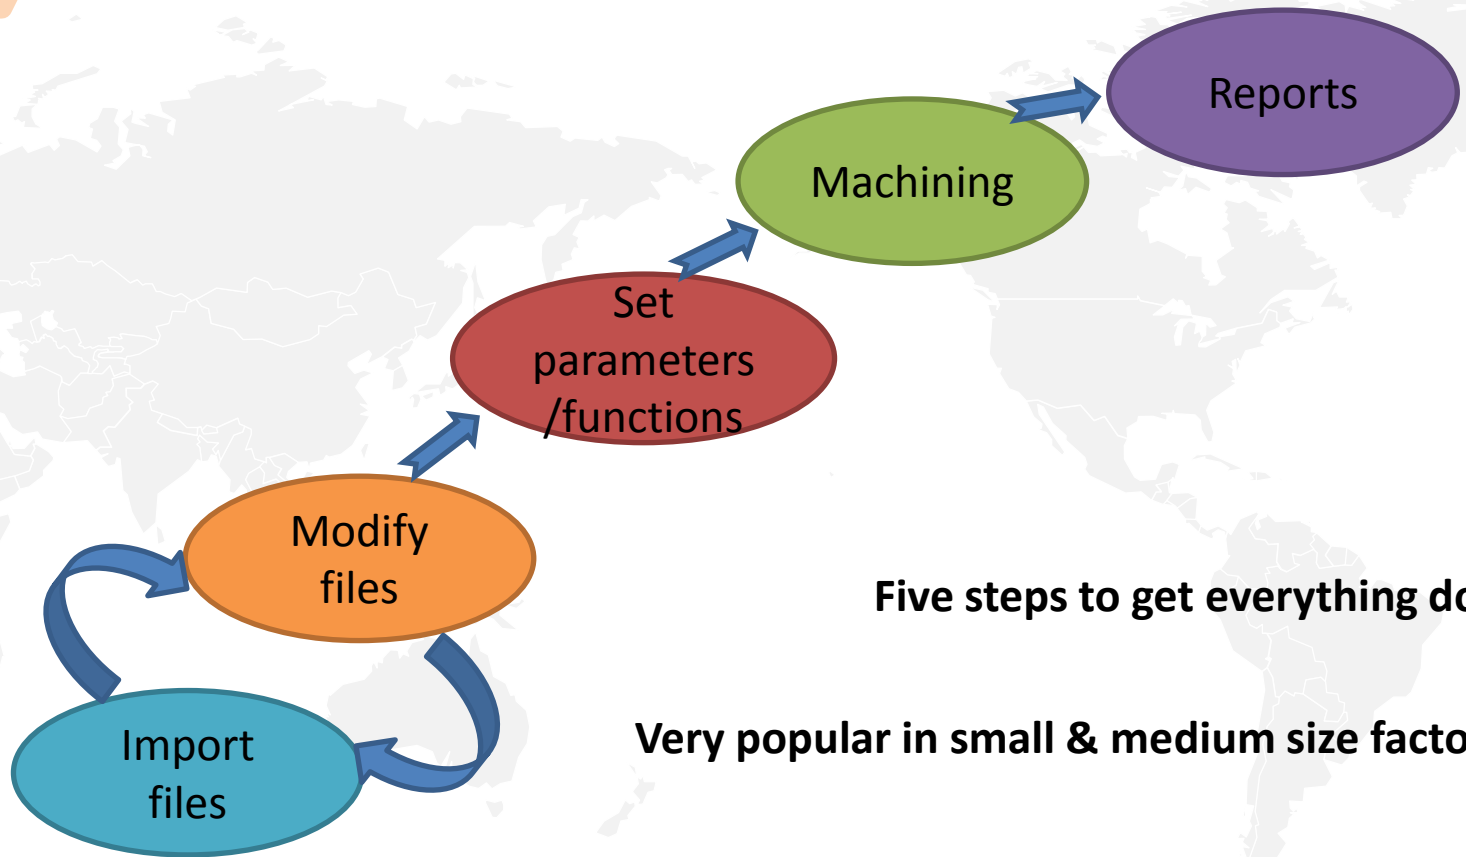 Reports
Machining
Set
parameters
/functions
Modify
files
Five steps to get everything
Import
files
Very popular in small & medium size